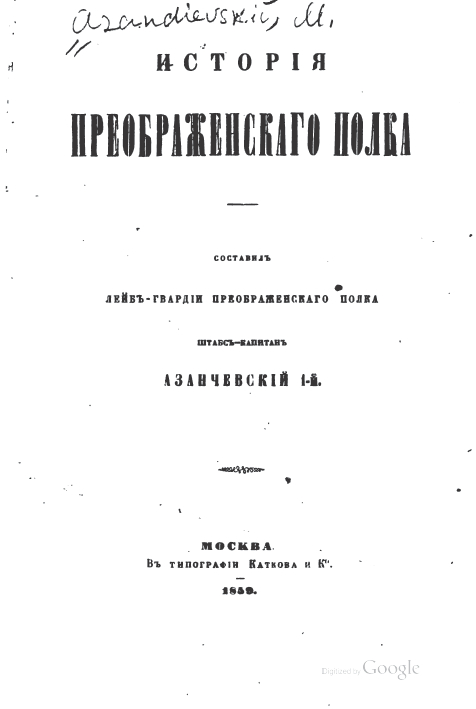 Azanchevskii, M.
ИСТОРІЯ
ПРЕОБРАЖЕНСКАГО ПОЛКА
СОСТАВИЛЪ
ЛЕЙБЪ-ГВАРДІИ ПРЕОБРАЖЕНСКАГО ПОЛКА
ШТАБСЪ-КАПИТАНЪ
АЗАНЧЕВСКІЙ 1-Й.
МОСКВА.
Въ типографіи Каткова и Кº.
1859.
Digitized by Google